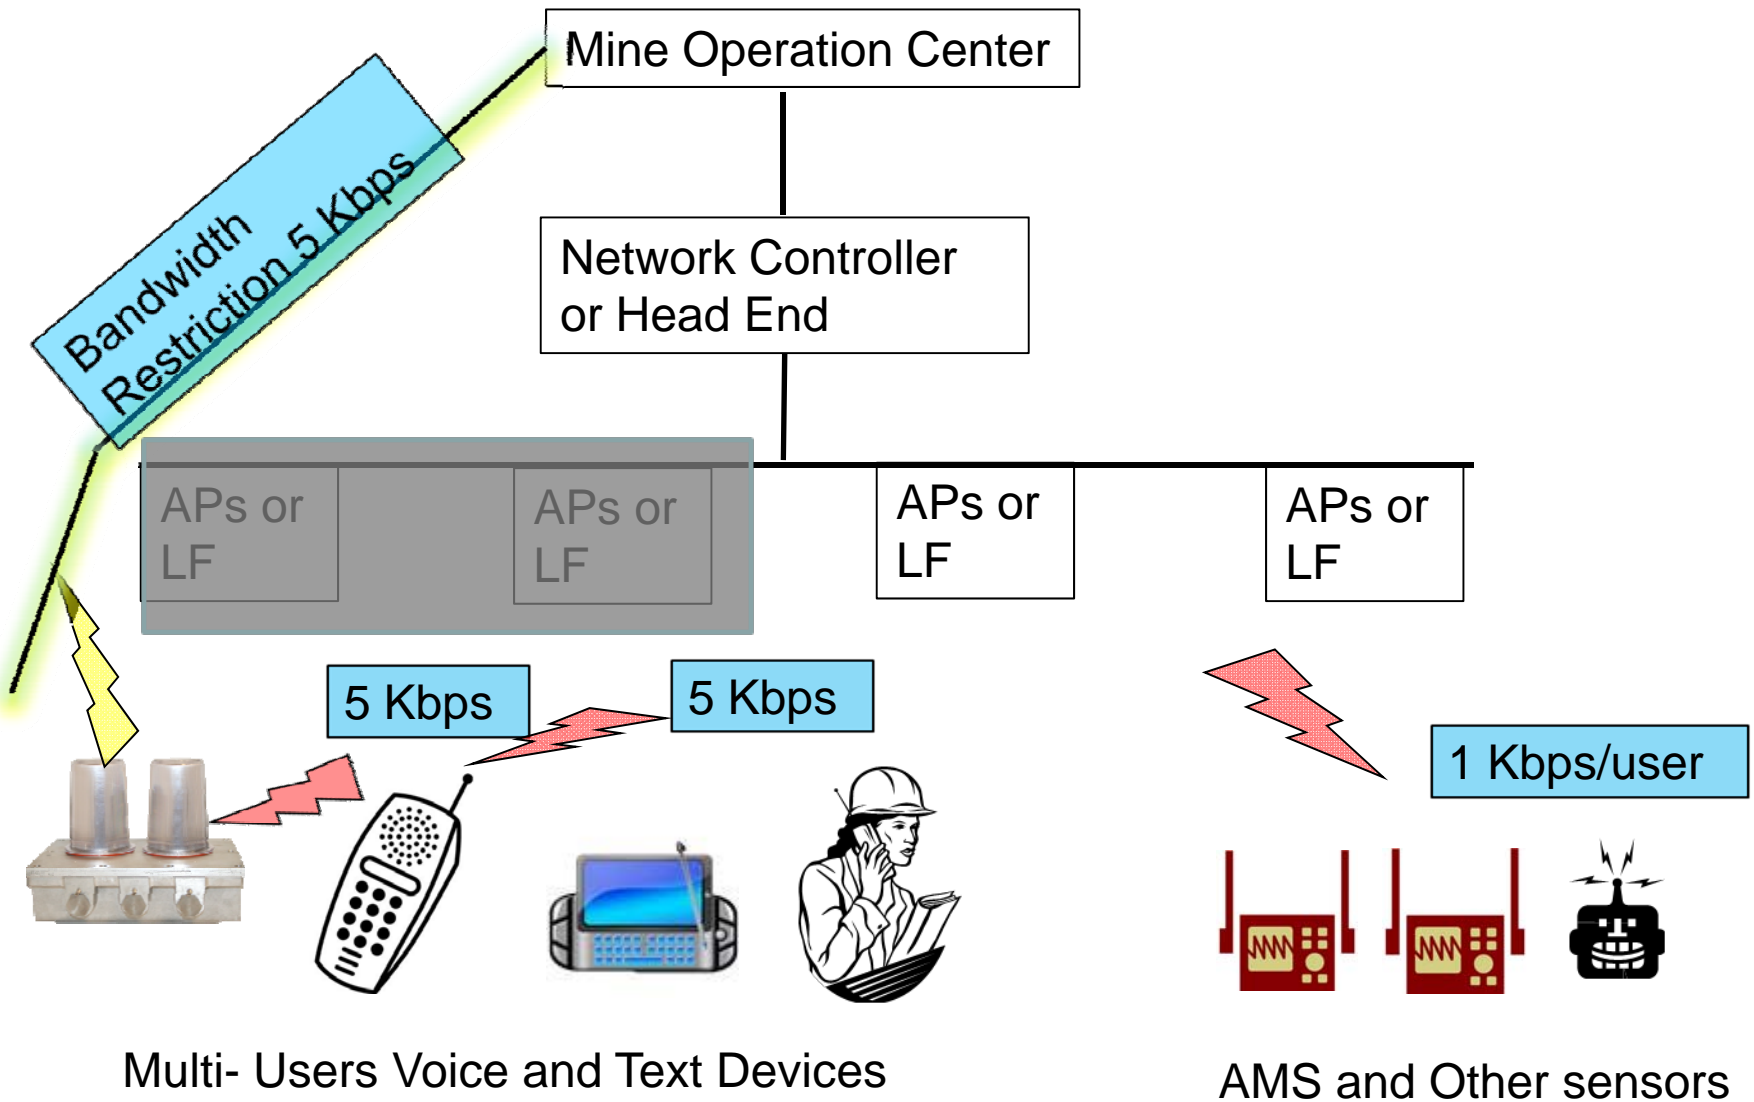 Mine Operation Center
Bandwidth
Restriction 5 Kbps
Network Controller
or Head End
APs or
LF
APs or
LF
APs or
LF
APs or
LF
5 Kbps
5 Kbps
1 Kbps/user
Multi- Users Voice and Text Devices
AMS and Other sensors